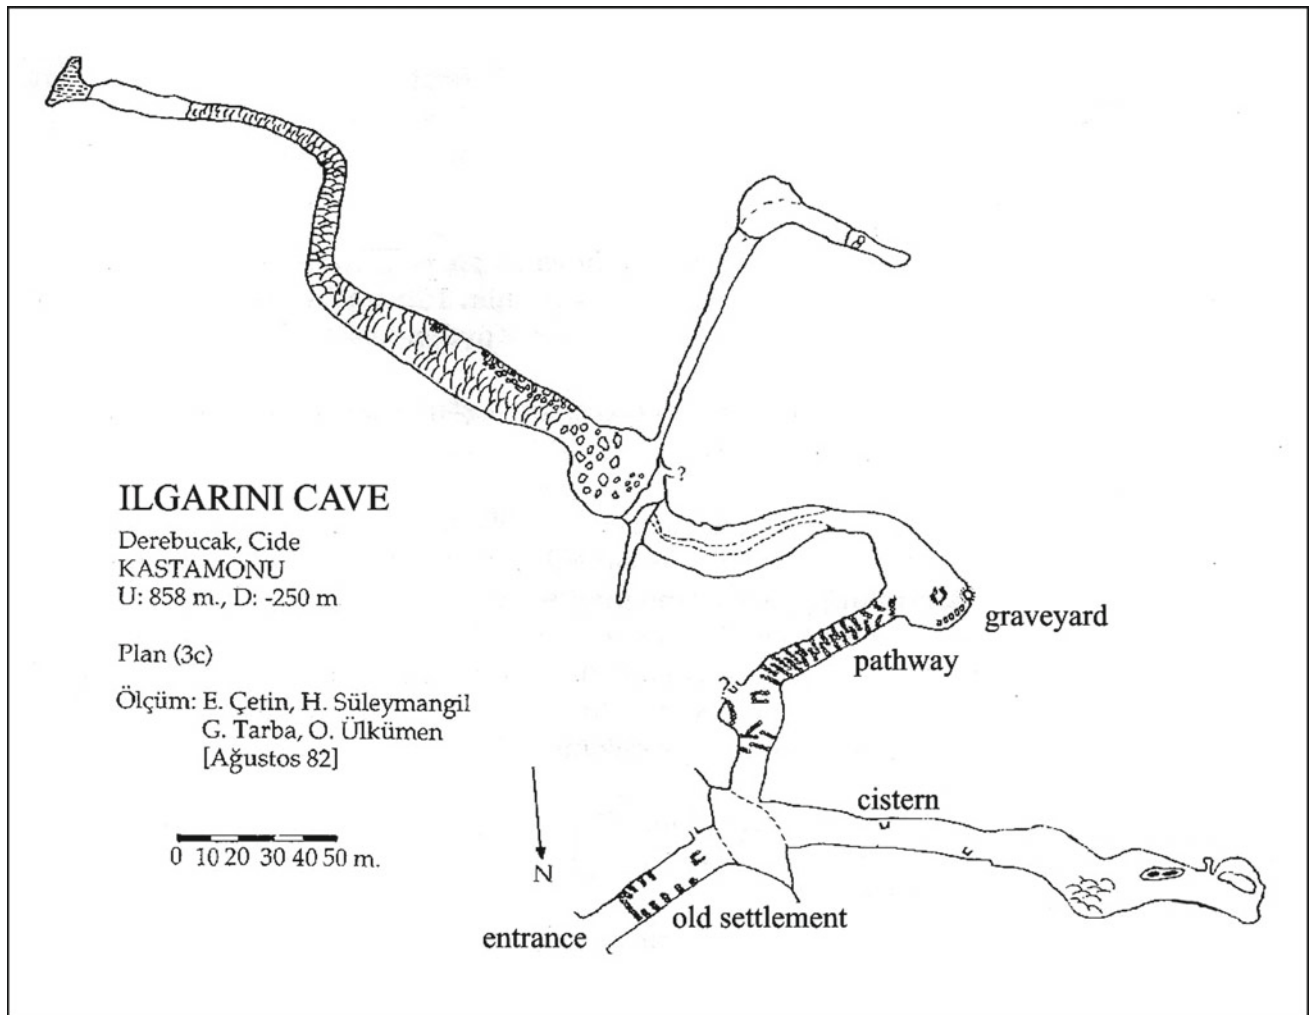 ILGARINI CAVE
Derebucak, Cide
KASTAMONU
U: 858 m., D: -250 m
Plan (3c)
Ölçüm: E. Çetin, H. Süleymangil
G. Tarba, O. Ülkümen
[Ağustos 82]
0 10 20 30 40 50 m.
N
?
graveyard
pathway
?
cistern
old settlement
entrance